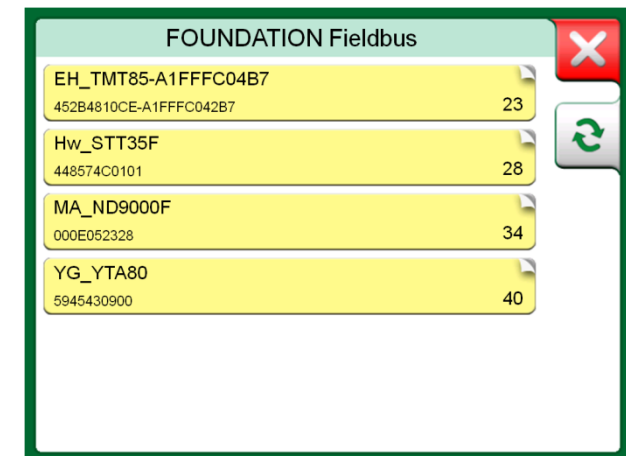 FOUNDATION Fieldbus
EH_TMT85-A1FFFC04B7
452B4810CE-A1FFFC042B7
23
Hw_STT35F
448574C0101
28
MA_ND9000F
000E052328
34
YG_YTA80
5945430900
40